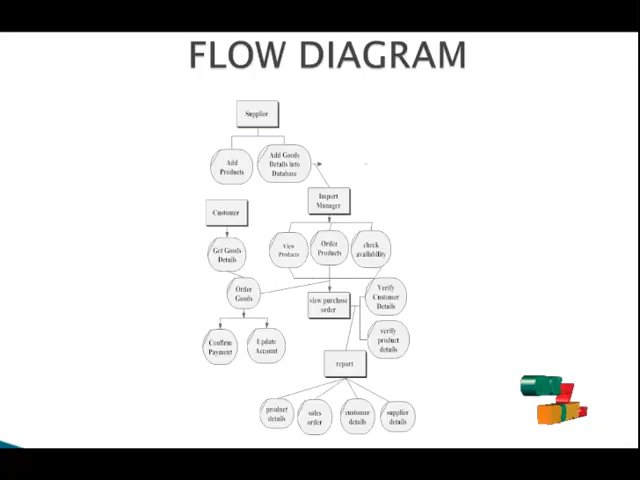 FLOW DIAGRAM
Supplier
Add
Products
Add Goods
Details into
Database
Import
Manager
Customer
Get Goods
Details
View
Products
Order
Products
check
availability
Order
Goods
view purchose
order
Verify
Customer
Details
verify
product
details
Confirm
Payment
Update
Account
report
product
details
sales
order
customer
details
supplier
details